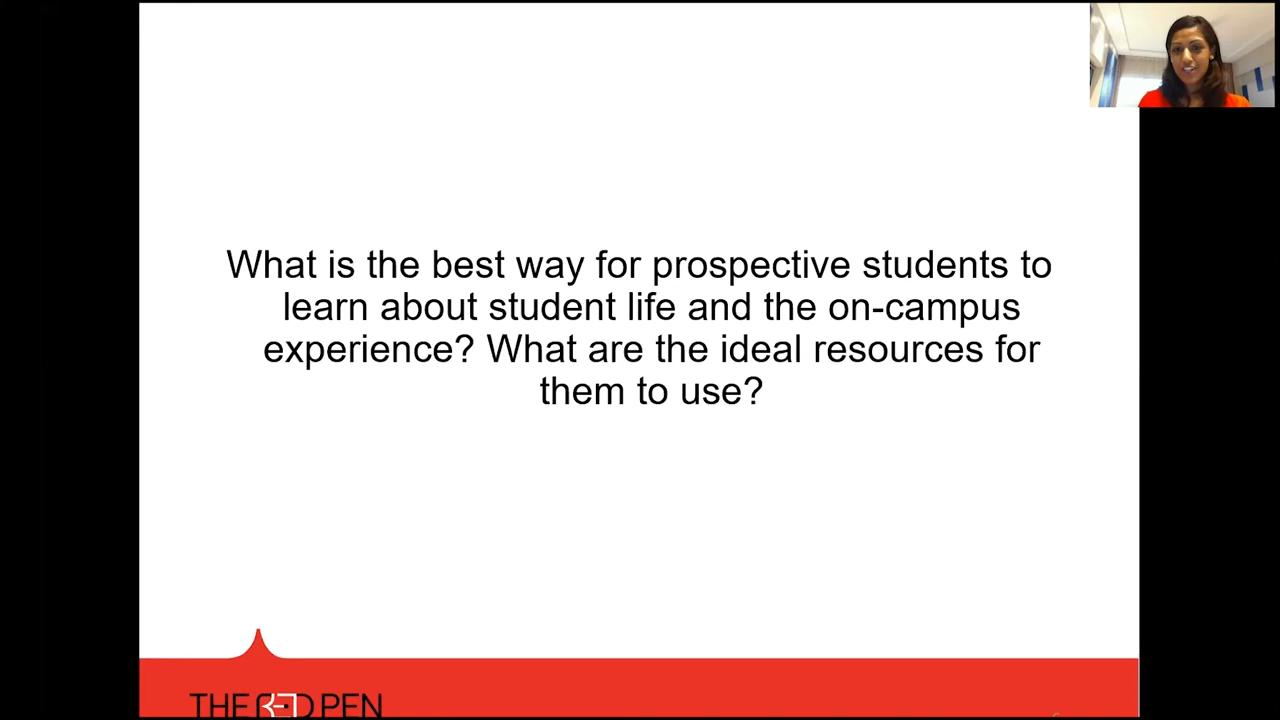 What is the best way for prospective students to
learn about student life and the on-campus
experience? What are the ideal resources for
them to use?
THE RED PEN